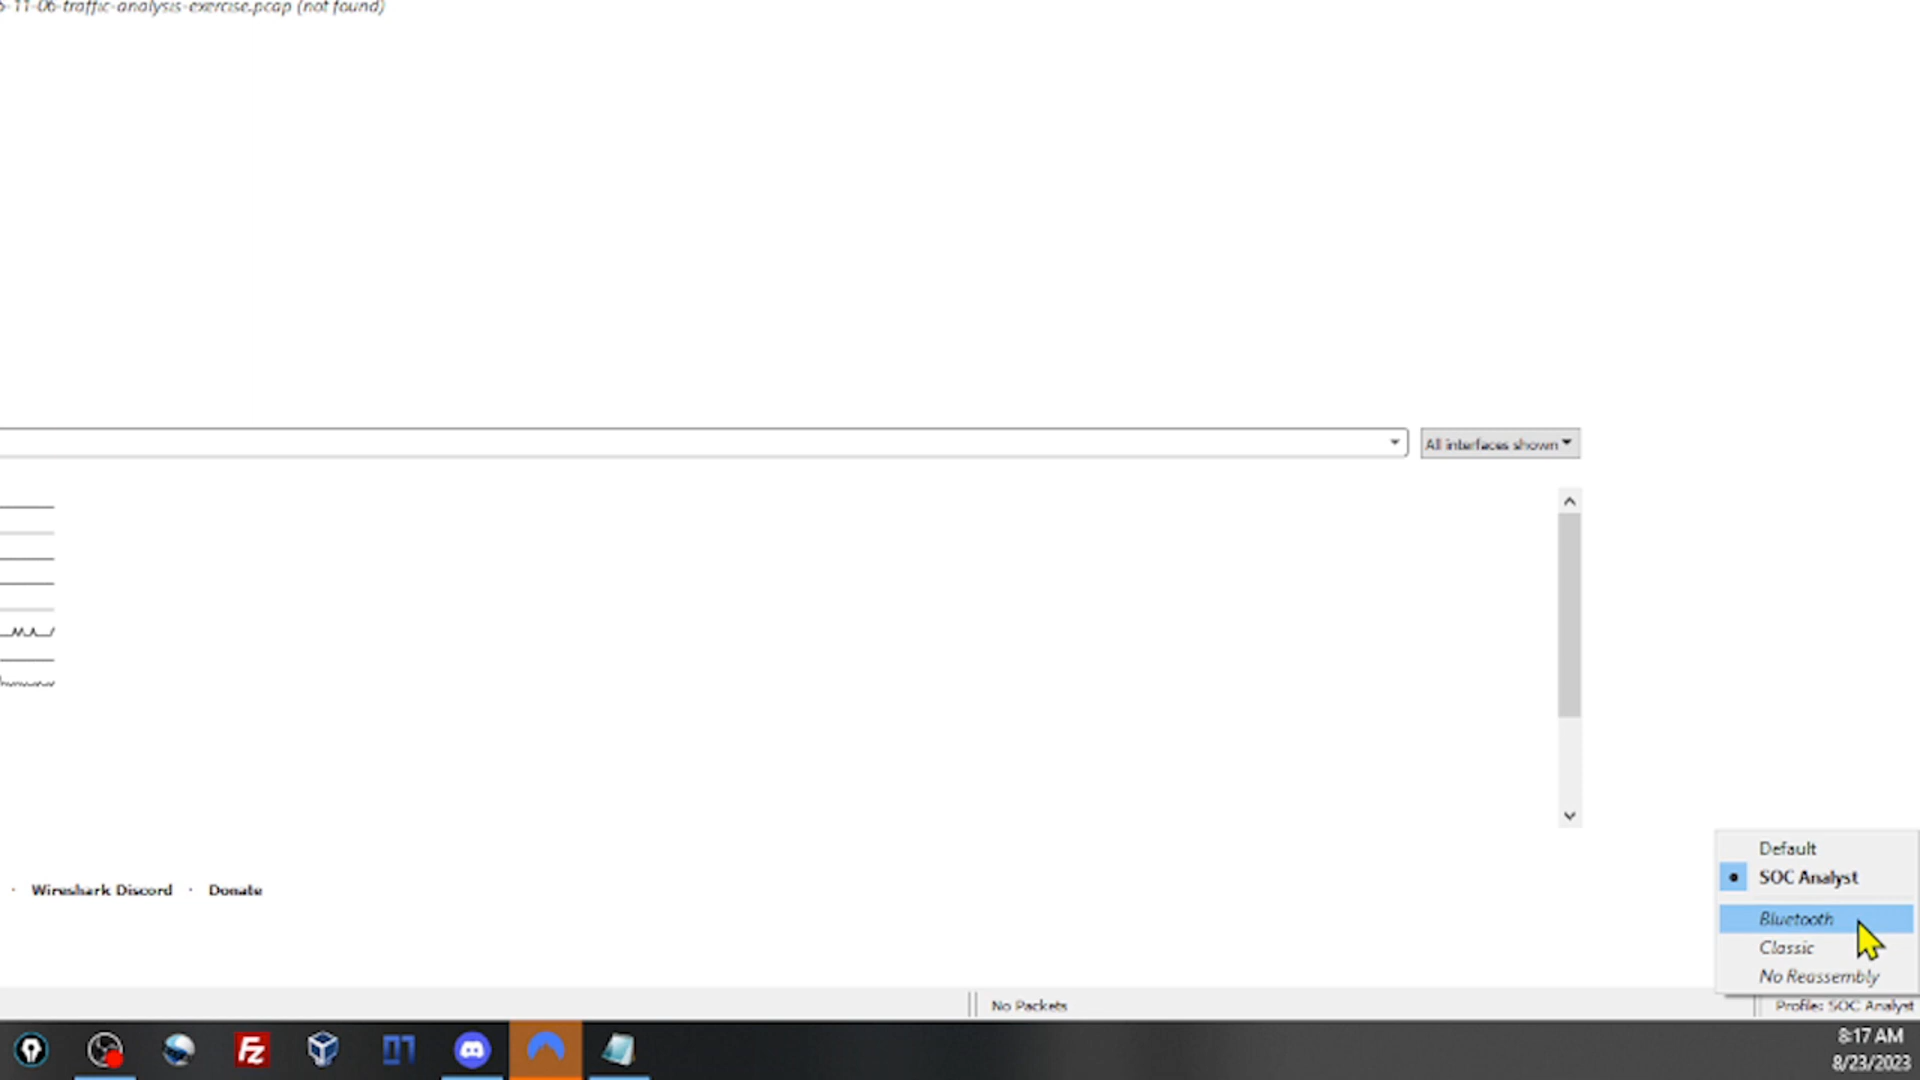 -11-06-traffic-analysis-exercise.pcap (not found)
All interfaces shown
· Wireshark Discord · Donate
Default
SOC Analyst
Bluetooth
Classic
No Reassembly
No Packets
Profile: SOC Analyst
Fz
8:17 AM
8/23/2023